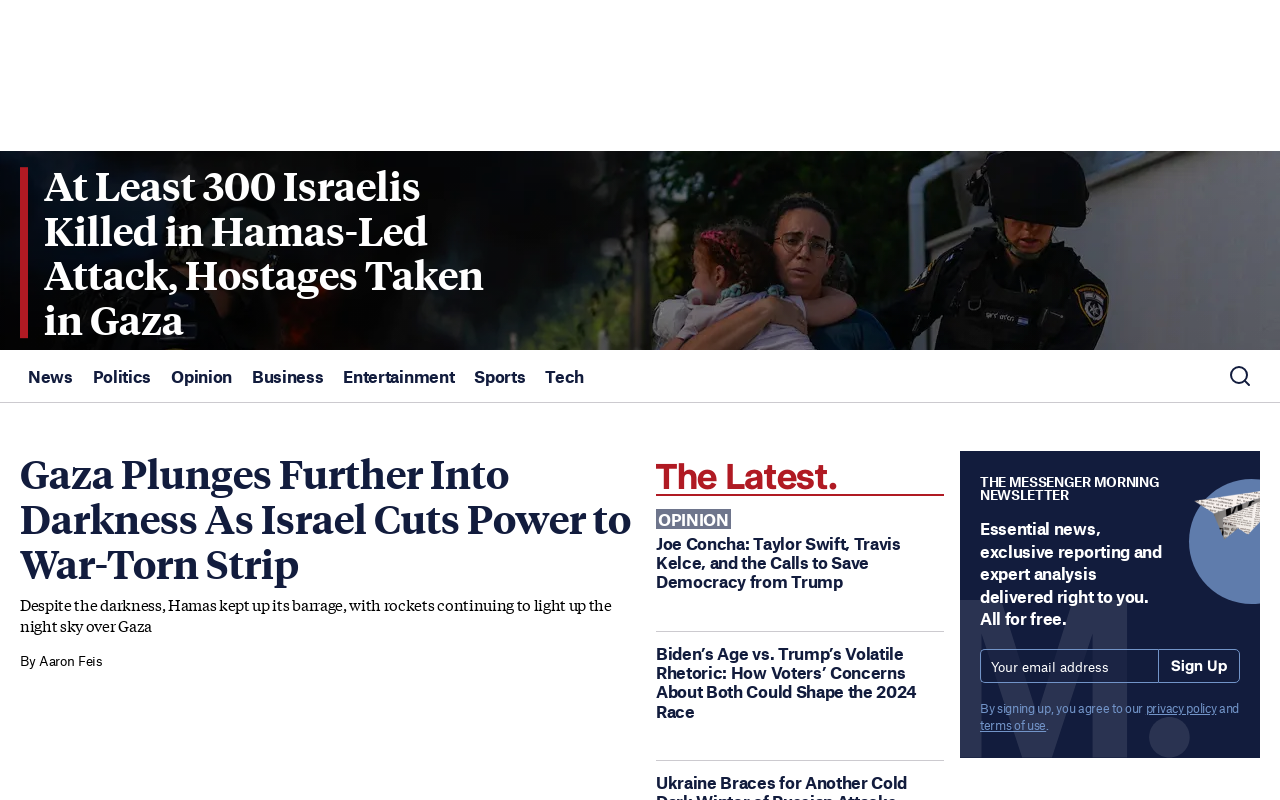 At Least 300 Israelis
Killed in Hamas-Led
Attack, Hostages Taken
in Gaza
News Politics Opinion Business Entertainment Sports Tech
Gaza Plunges Further Into
Darkness As Israel Cuts Power to
War-Torn Strip
Despite the darkness, Hamas kept up its barrage, with rockets continuing to light up the
night sky over Gaza
By Aaron Feis
The Latest.
OPINION
Joe Concha: Taylor Swift, Travis
Kelce, and the Calls to Save
Democracy from Trump
Biden’s Age vs. Trump’s Volatile
Rhetoric: How Voters’ Concerns
About Both Could Shape the 2024
Race
Ukraine Braces for Another Cold
Dark Winter of Russian Attacks
THE MESSENGER MORNING
NEWSLETTER
Essential news,
exclusive reporting and
expert analysis
delivered right to you.
All for free.
Your email address Sign Up
By signing up, you agree to our privacy policy and
terms of use.
M.